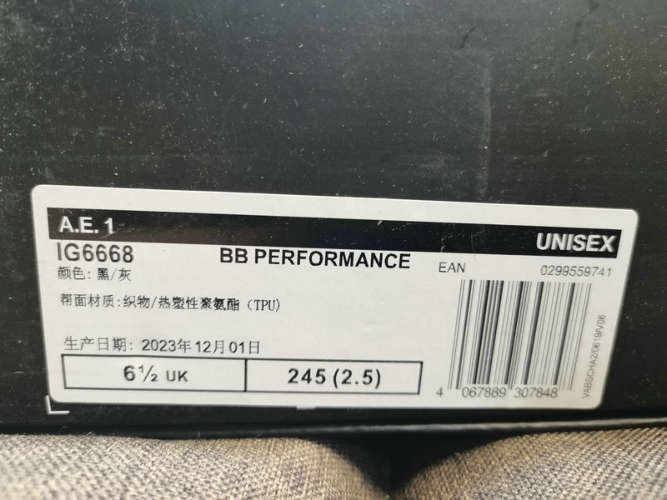 A.E. 1
UNISEX
IG6668
BB PERFORMANCE
EAN
0299559741
颜色: 黑/灰
帮面材质:织物/热塑性聚氨酯 (TPU)
生产日期: 2023年12月01日
6½ UK
245 (2.5)
4 067889 307848